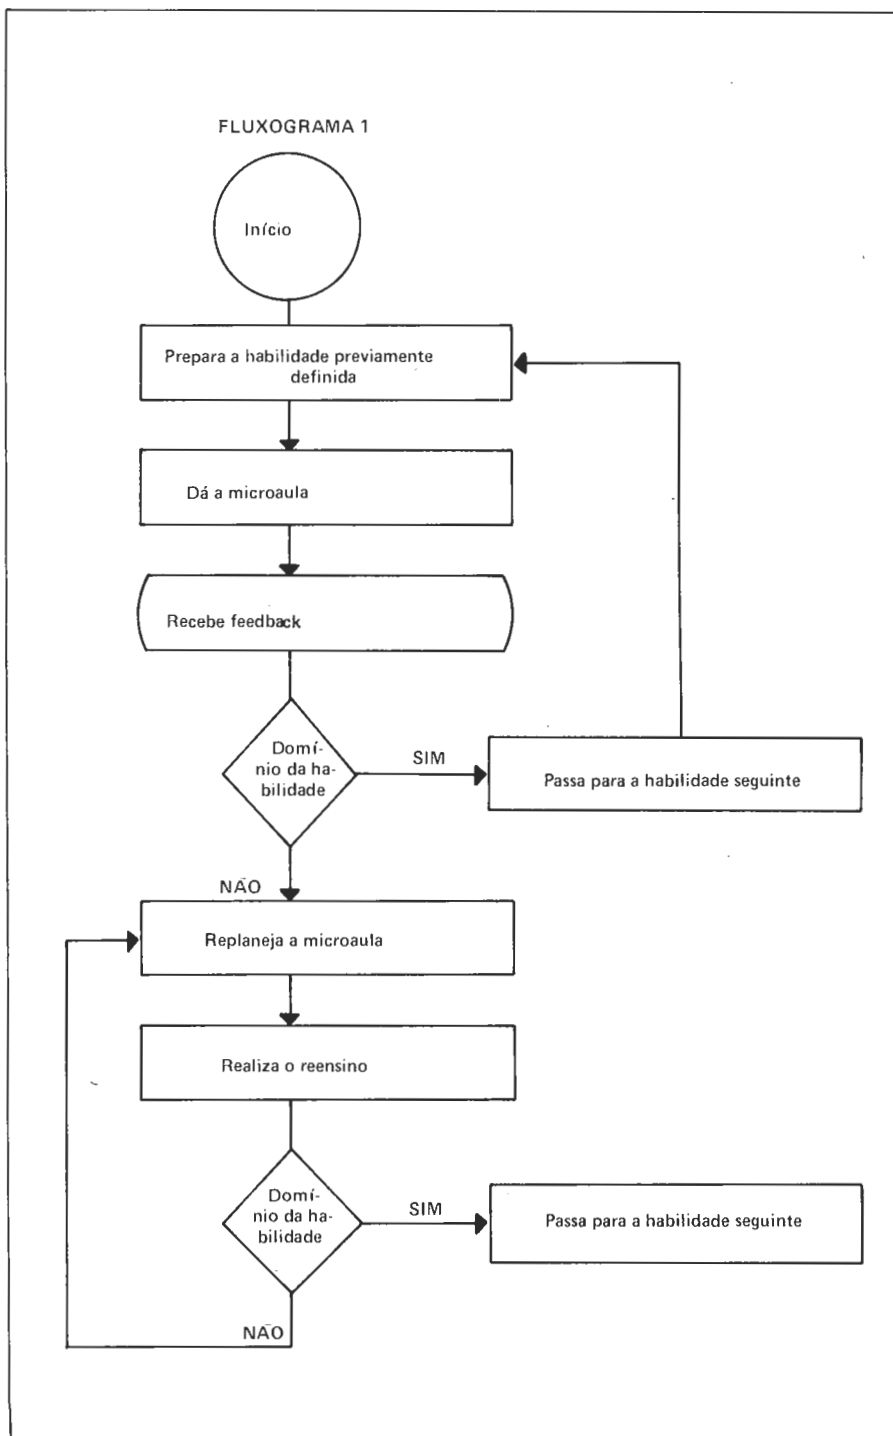 FLUXOGRAMA 1
Início
Prepara a habilidade previamente
definida
Dá a microaula
Recebe feedback
Domí-
nio da ha-
bilidade
SIM
Passa para a habilidade seguinte
NÃO
Replaneja a microaula
Realiza o reensino
Domí-
nio da ha-
bilidade
SIM
Passa para a habilidade seguinte
NÃO